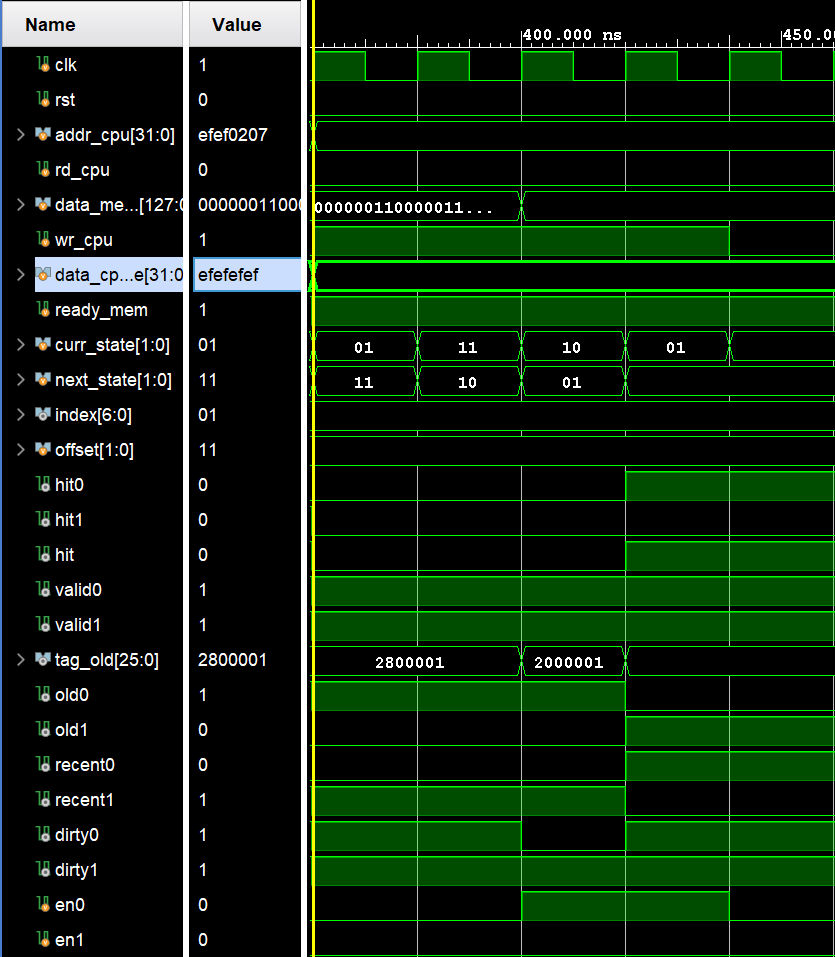 Name Value
400.000 ns 450.0
clk 1
rst 0
addr_cpu[31:0] efef0207
rd_cpu 0
data_me...[127:0 00000011000 000000110000011...
wr_cpu 1
data_cp...e[31:0 efefefef
ready_mem 1
curr_state[1:0] 01 01 11 10 01
next_state[1:0] 11 11 10 01
index[6:0] 01
offset[1:0] 11
hit0 0
hit1 0
hit 0
valid0 1
valid1 1
tag_old[25:0] 2800001 2800001 2000001
old0 1
old1 0
recent0 0
recent1 1
dirty0 1
dirty1 1
en0 0
en1 0